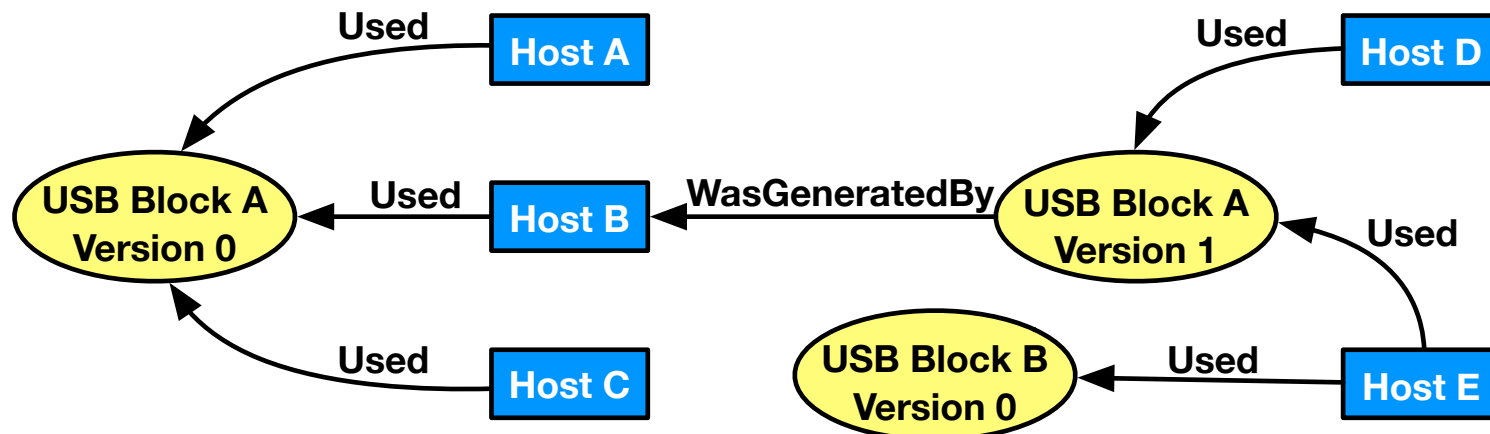 Used
Host A
Used
Host D
USB Block A
Version 0
Used
Host B
WasGeneratedBy
USB Block A
Version 1
Used
Used
Host C
USB Block B
Version 0
Used
Host E